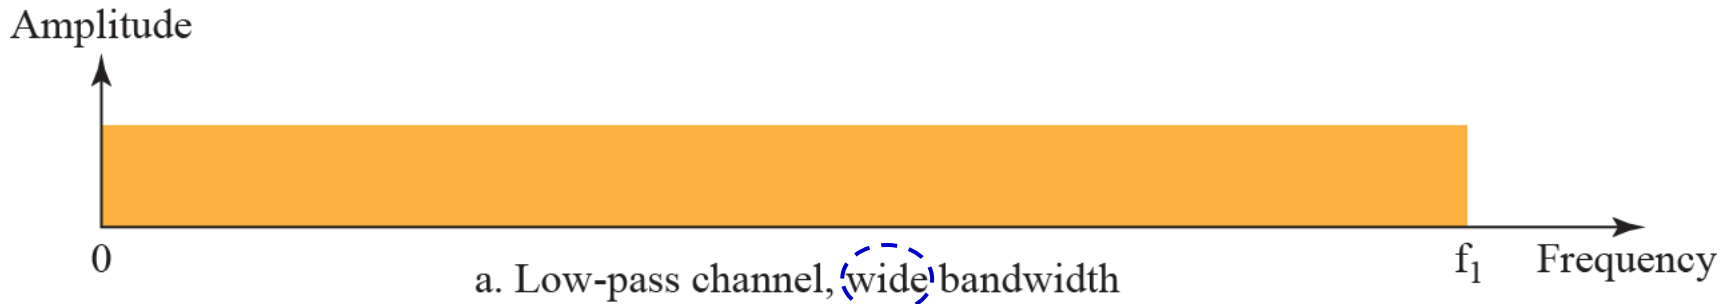 Amplitude
0
f₁
Frequency
a. Low-pass channel, wide bandwidth